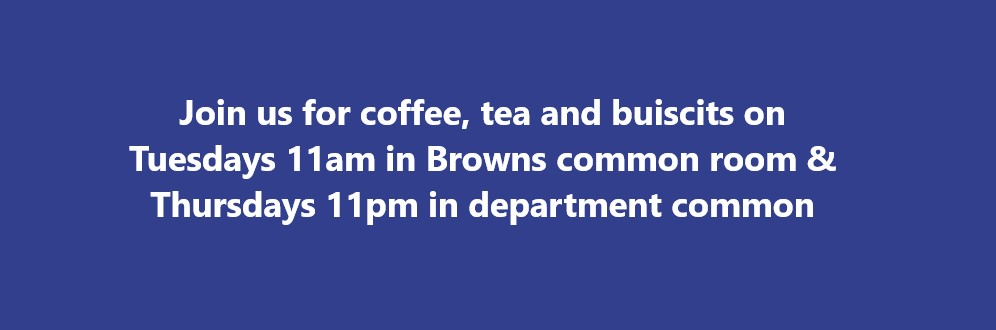 Join us for coffee, tea and buiscits on
Tuesdays 11am in Browns common room &
Thursdays 11pm in department common